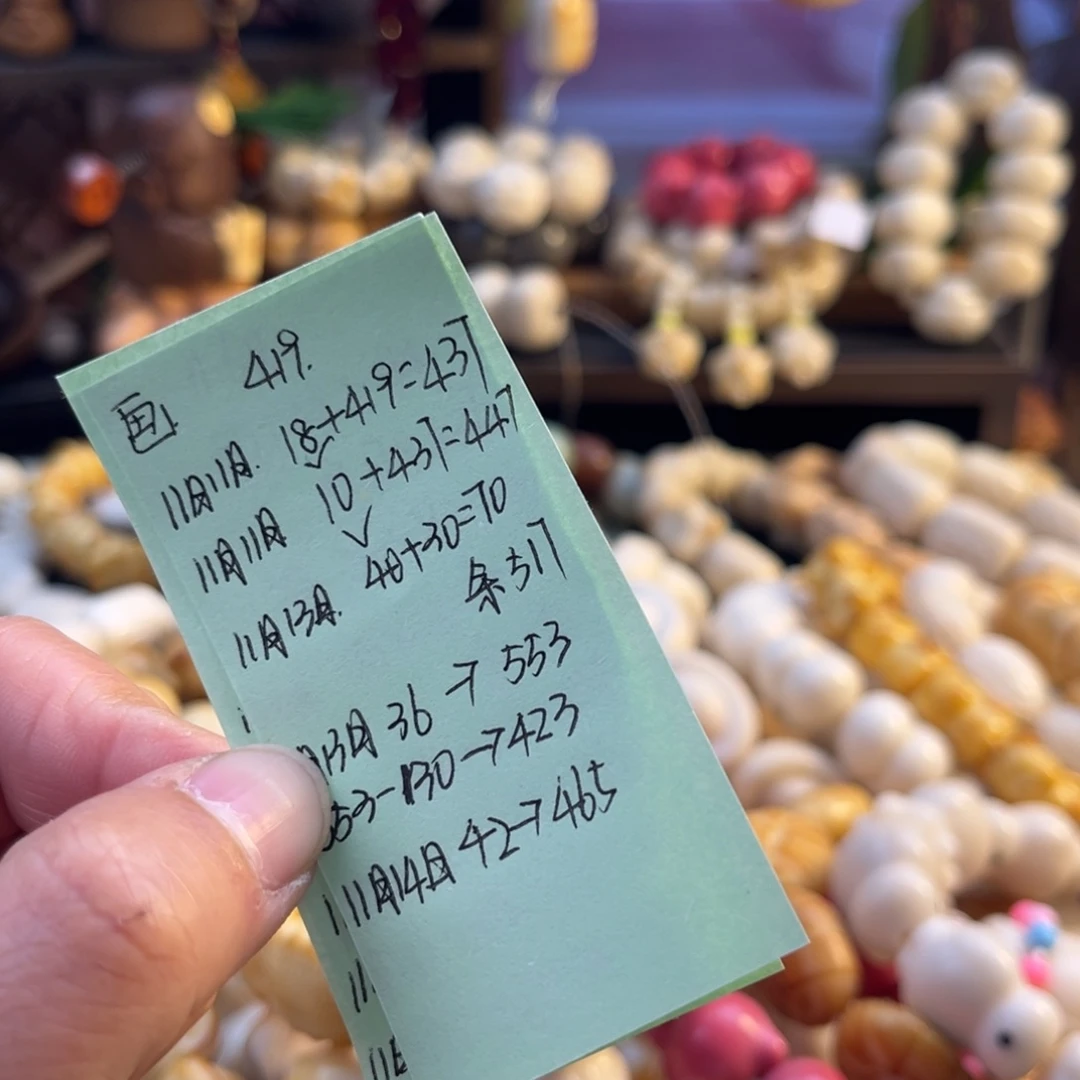 画 419.
11月11日. 18+419=437
11月11日 10+437=447
11月13日. 40+30=70
余517
月13日 36→553
553-130→423
11月14日 42→465